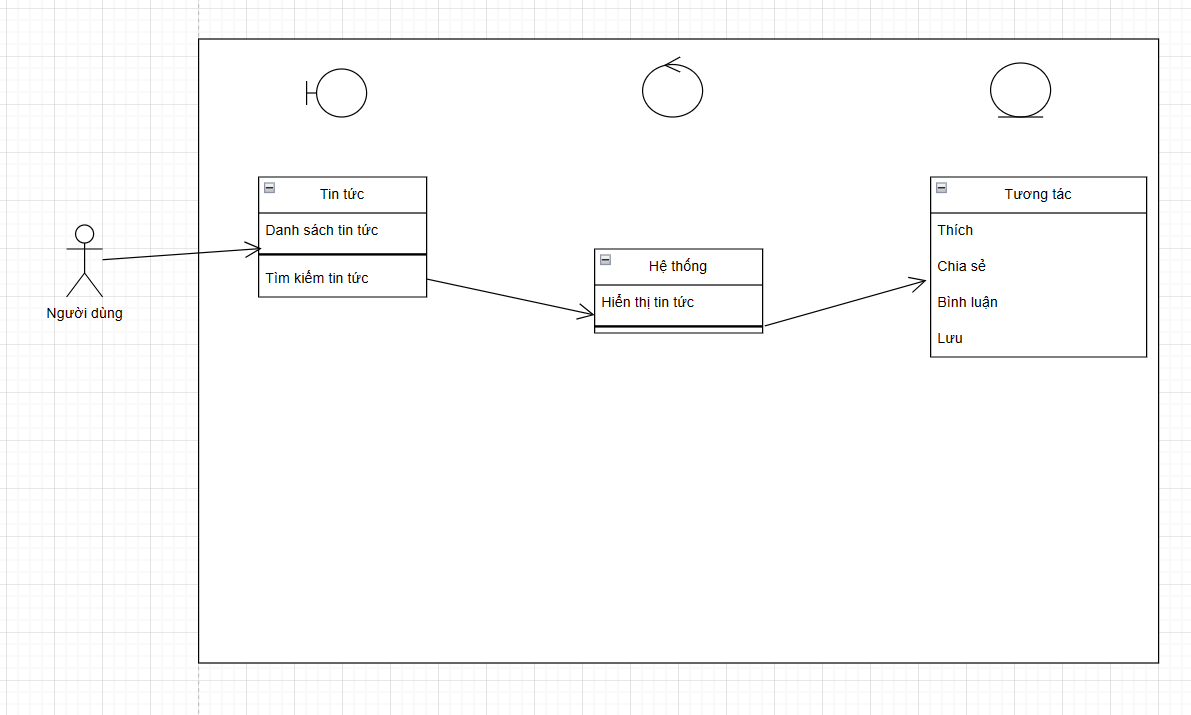 Người dùng
Tin tức
Danh sách tin tức
Tìm kiếm tin tức
Hệ thống
Hiển thị tin tức
Tương tác
Thích
Chia sẻ
Bình luận
Lưu